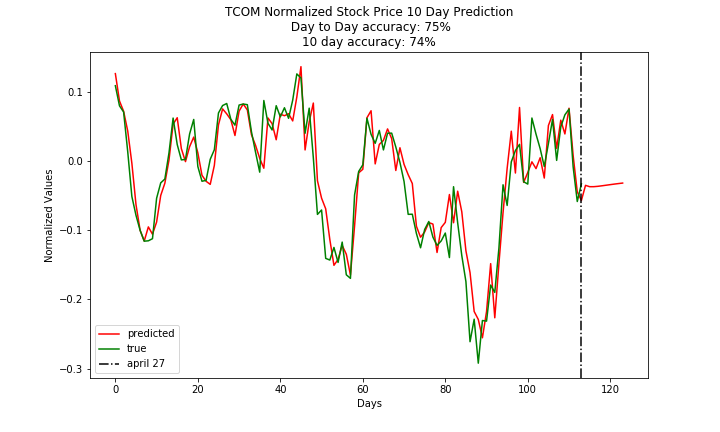 TCOM Normalized Stock Price 10 Day Prediction
Day to Day accuracy: 75%
10 day accuracy: 74%
Normalized Values
0.1
0.0
−0.1
−0.2
−0.3
predicted
true
april 27
0
20
40
60
80
100
120
Days